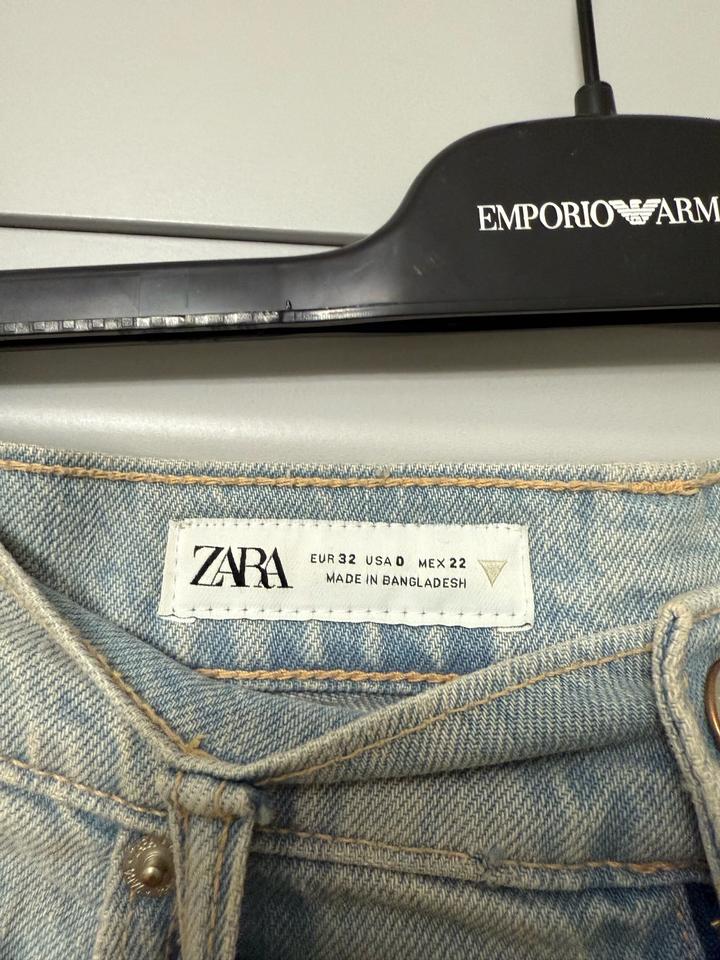 EMPORIO ARM
ZARA
EUR 32 USA 0 MEX 22
MADE IN BANGLADESH